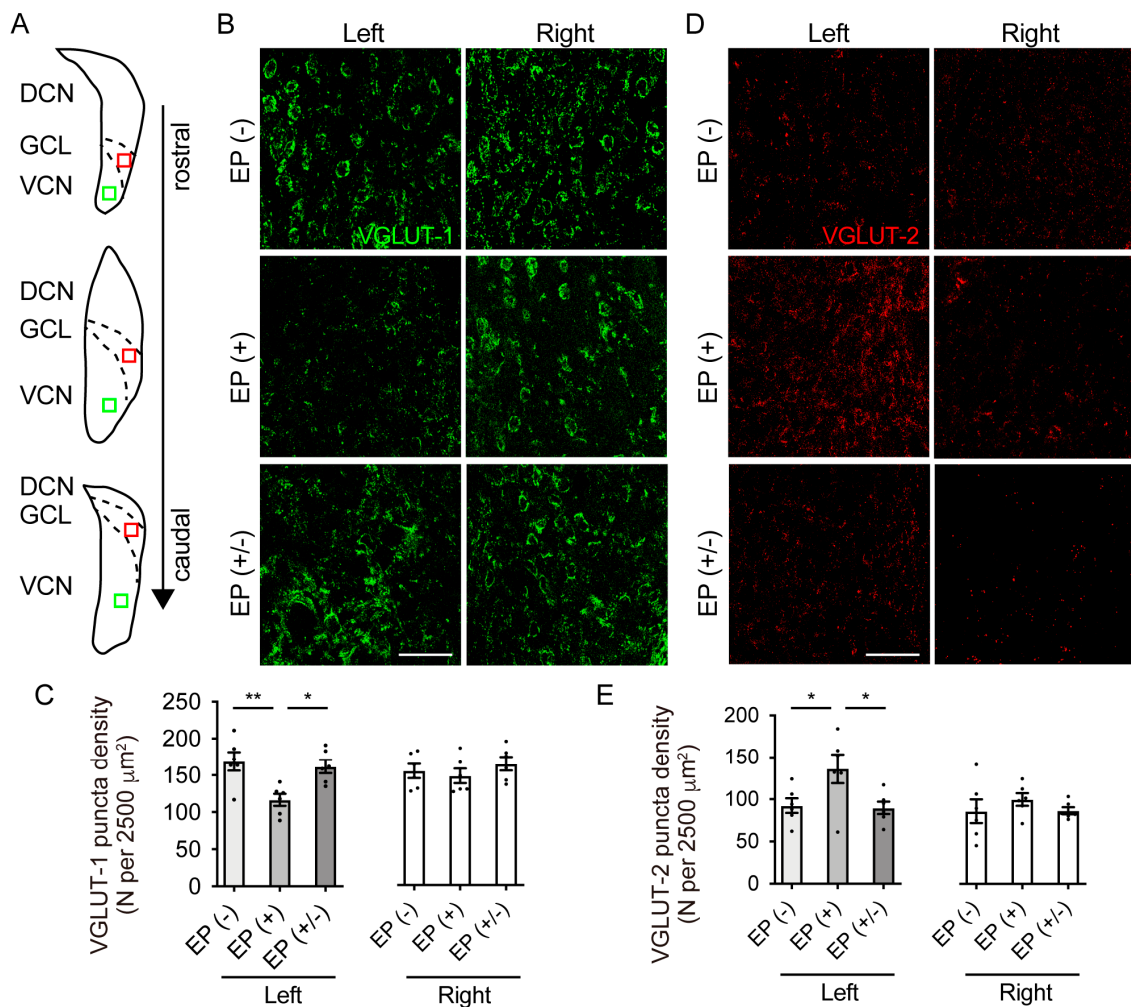 A
DCN
GCL
VCN
rostral
DCN
GCL
VCN
DCN
GCL
VCN
caudal
B
Left
Right
EP (-)
VGLUT-1
EP (+)
EP (+/-)
D
Left
Right
EP (-)
VGLUT-2
EP (+)
EP (+/-)
C
VGLUT-1 puncta density
(N per 2500 μm²)
250
200
150
100
50
0
**
*
EP (-)
EP (+)
EP (+/-)
Left
EP (-)
EP (+)
EP (+/-)
Right
E
VGLUT-2 puncta density
(N per 2500 μm²)
200
150
100
50
0
*
*
EP (-)
EP (+)
EP (+/-)
Left
EP (-)
EP (+)
EP (+/-)
Right